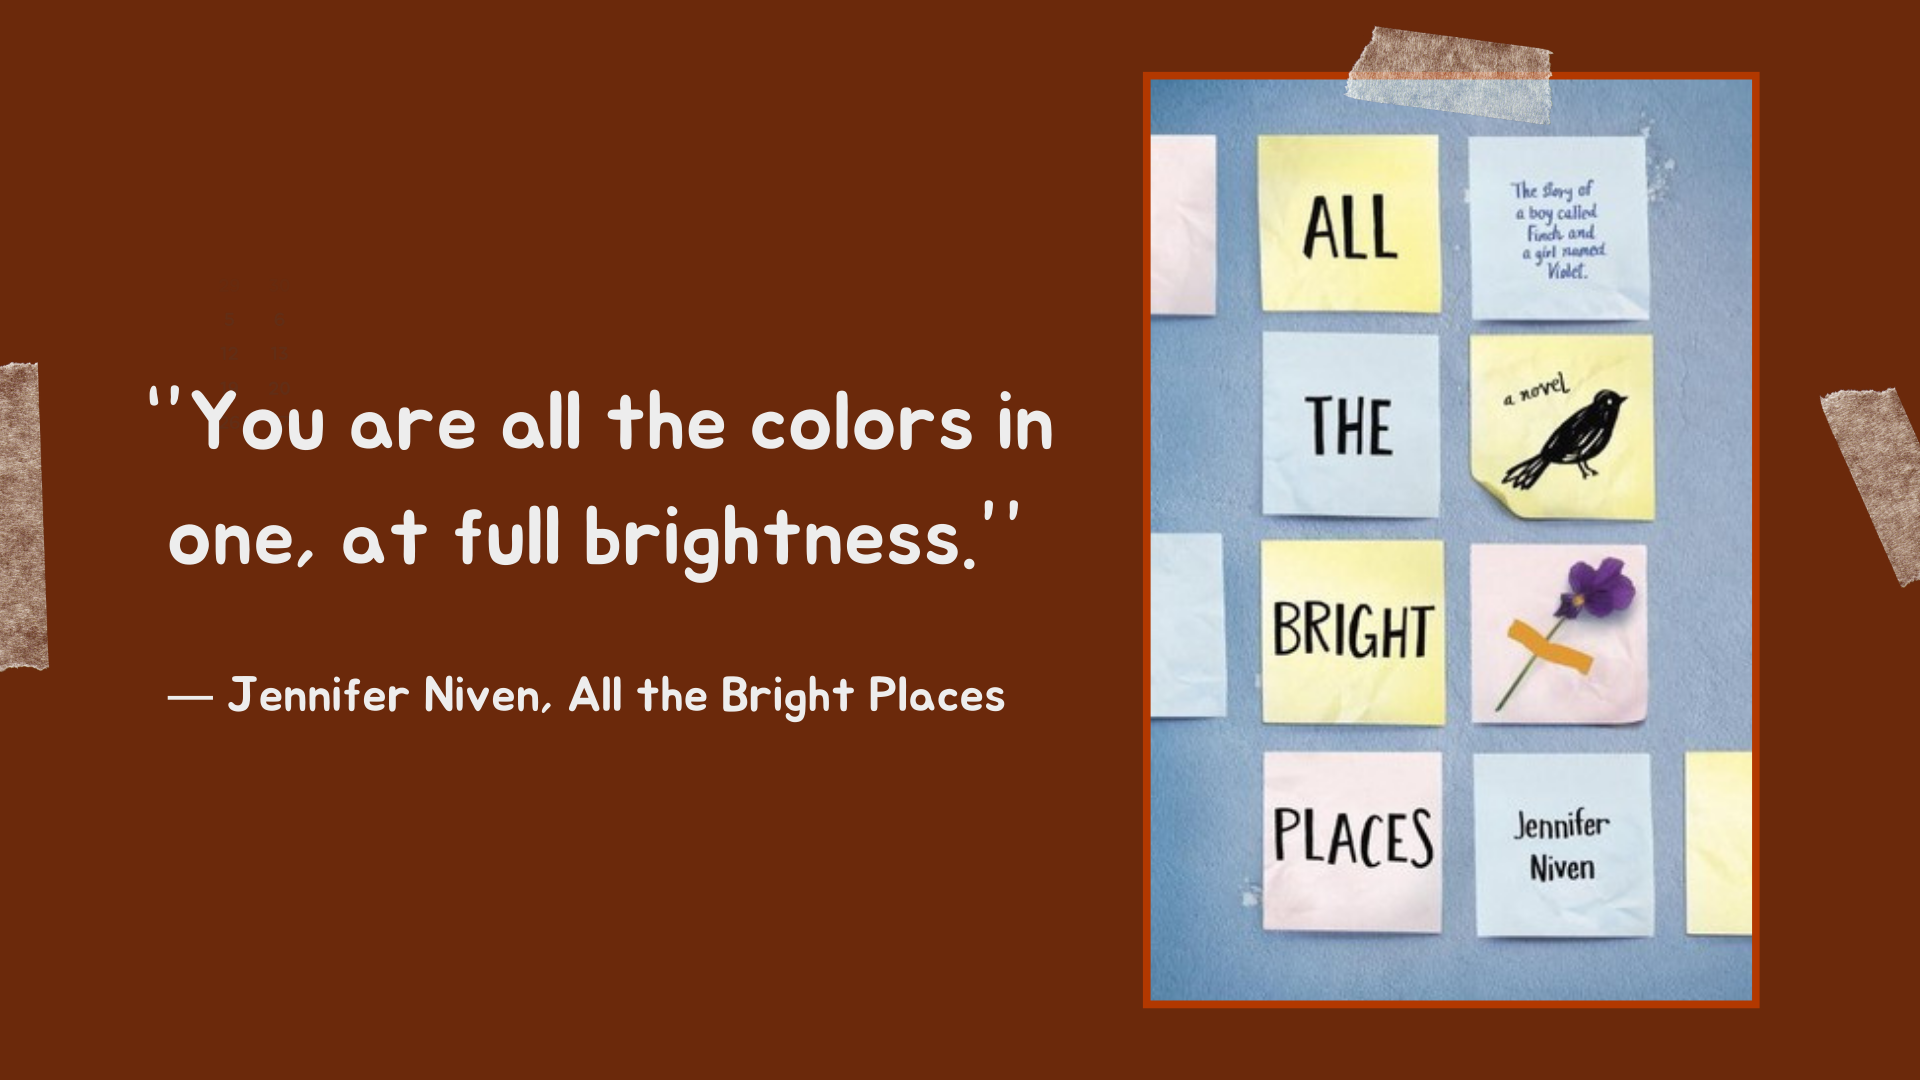 ''You are all the colors in
one, at full brightness.''
— Jennifer Niven, All the Bright Places
ALL
The story of
a boy called
Finch and
a girl named
Violet.
THE
a novel
BRIGHT
PLACES
Jennifer
Niven